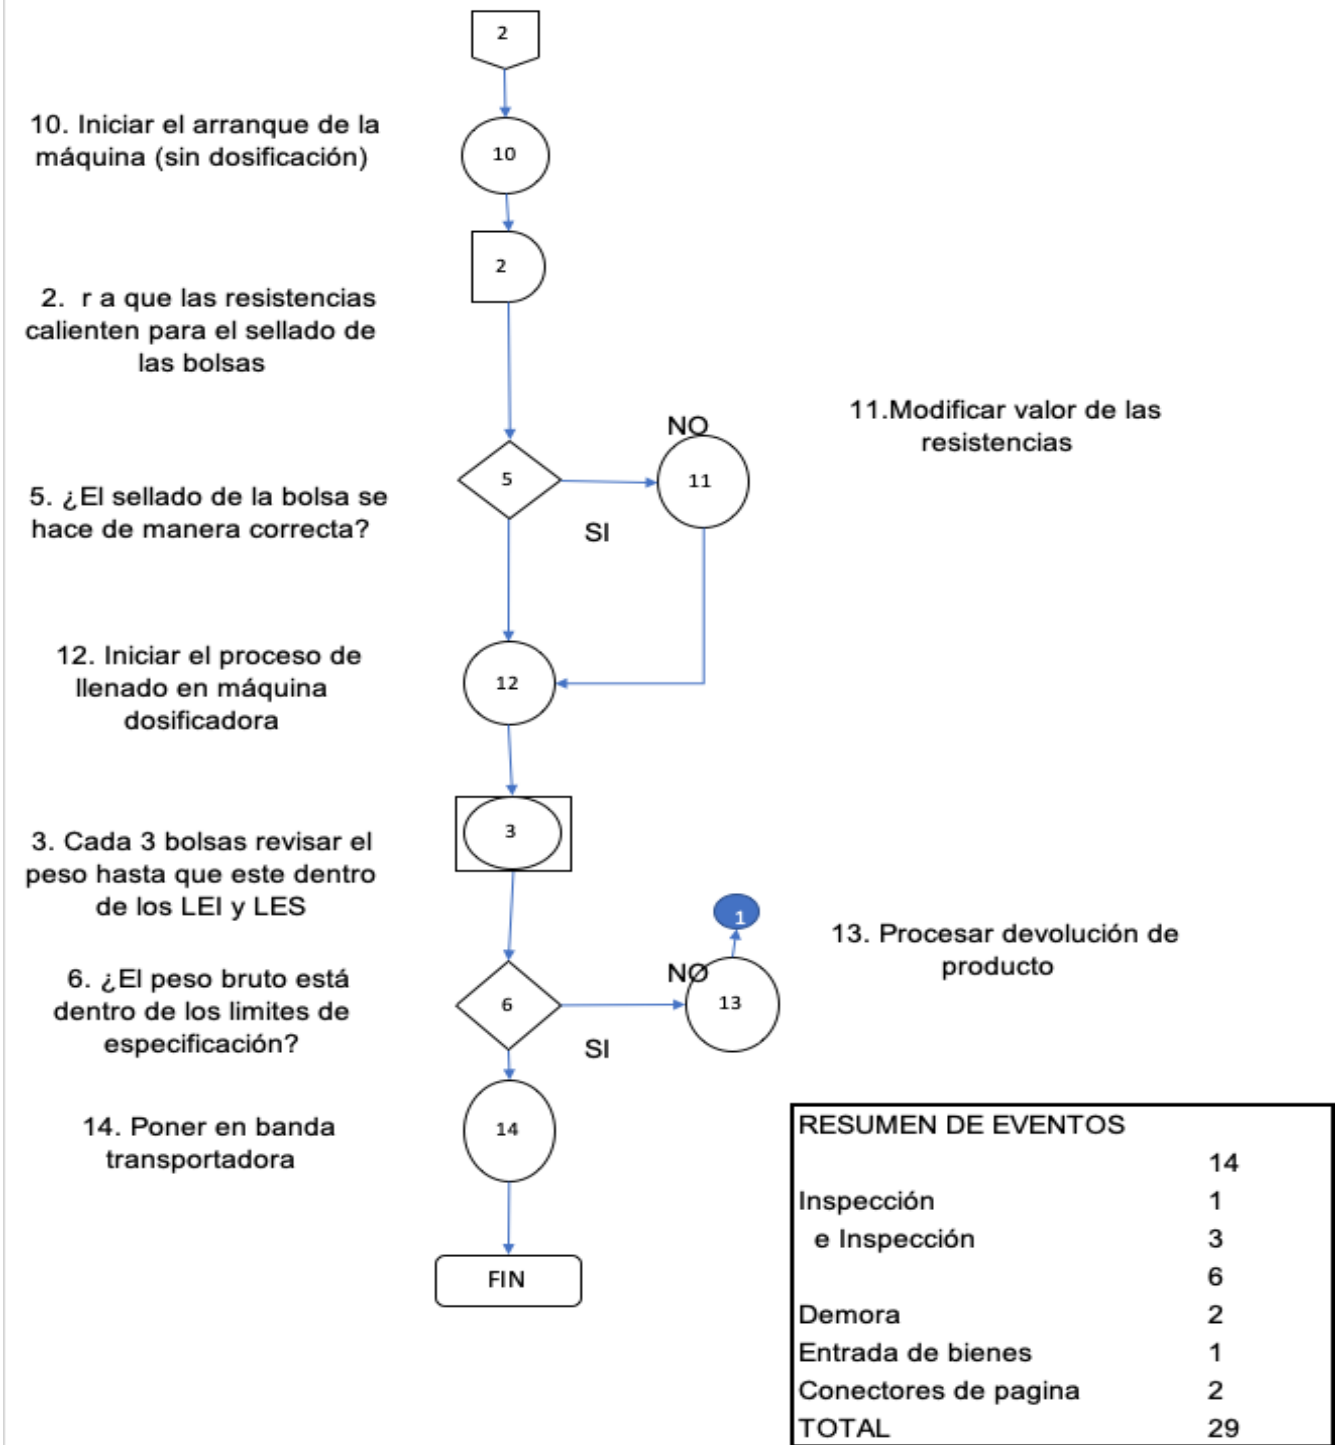 2
10. Iniciar el arranque de la
máquina (sin dosificación)
10
2
2. r a que las resistencias
calienten para el sellado de
las bolsas
11.Modificar valor de las
resistencias
NO
5
11
5. ¿El sellado de la bolsa se
hace de manera correcta?
SI
12. Iniciar el proceso de
llenado en máquina
dosificadora
12
3
3. Cada 3 bolsas revisar el
peso hasta que este dentro
de los LEI y LES
1
13. Procesar devolución de
producto
NO
6. ¿El peso bruto está
dentro de los limites de
especificación?
6
13
SI
14. Poner en banda
transportadora
14
FIN
RESUMEN DE EVENTOS
14
Inspección 1
e Inspección 3
6
Demora 2
Entrada de bienes 1
Conectores de pagina 2
TOTAL 29